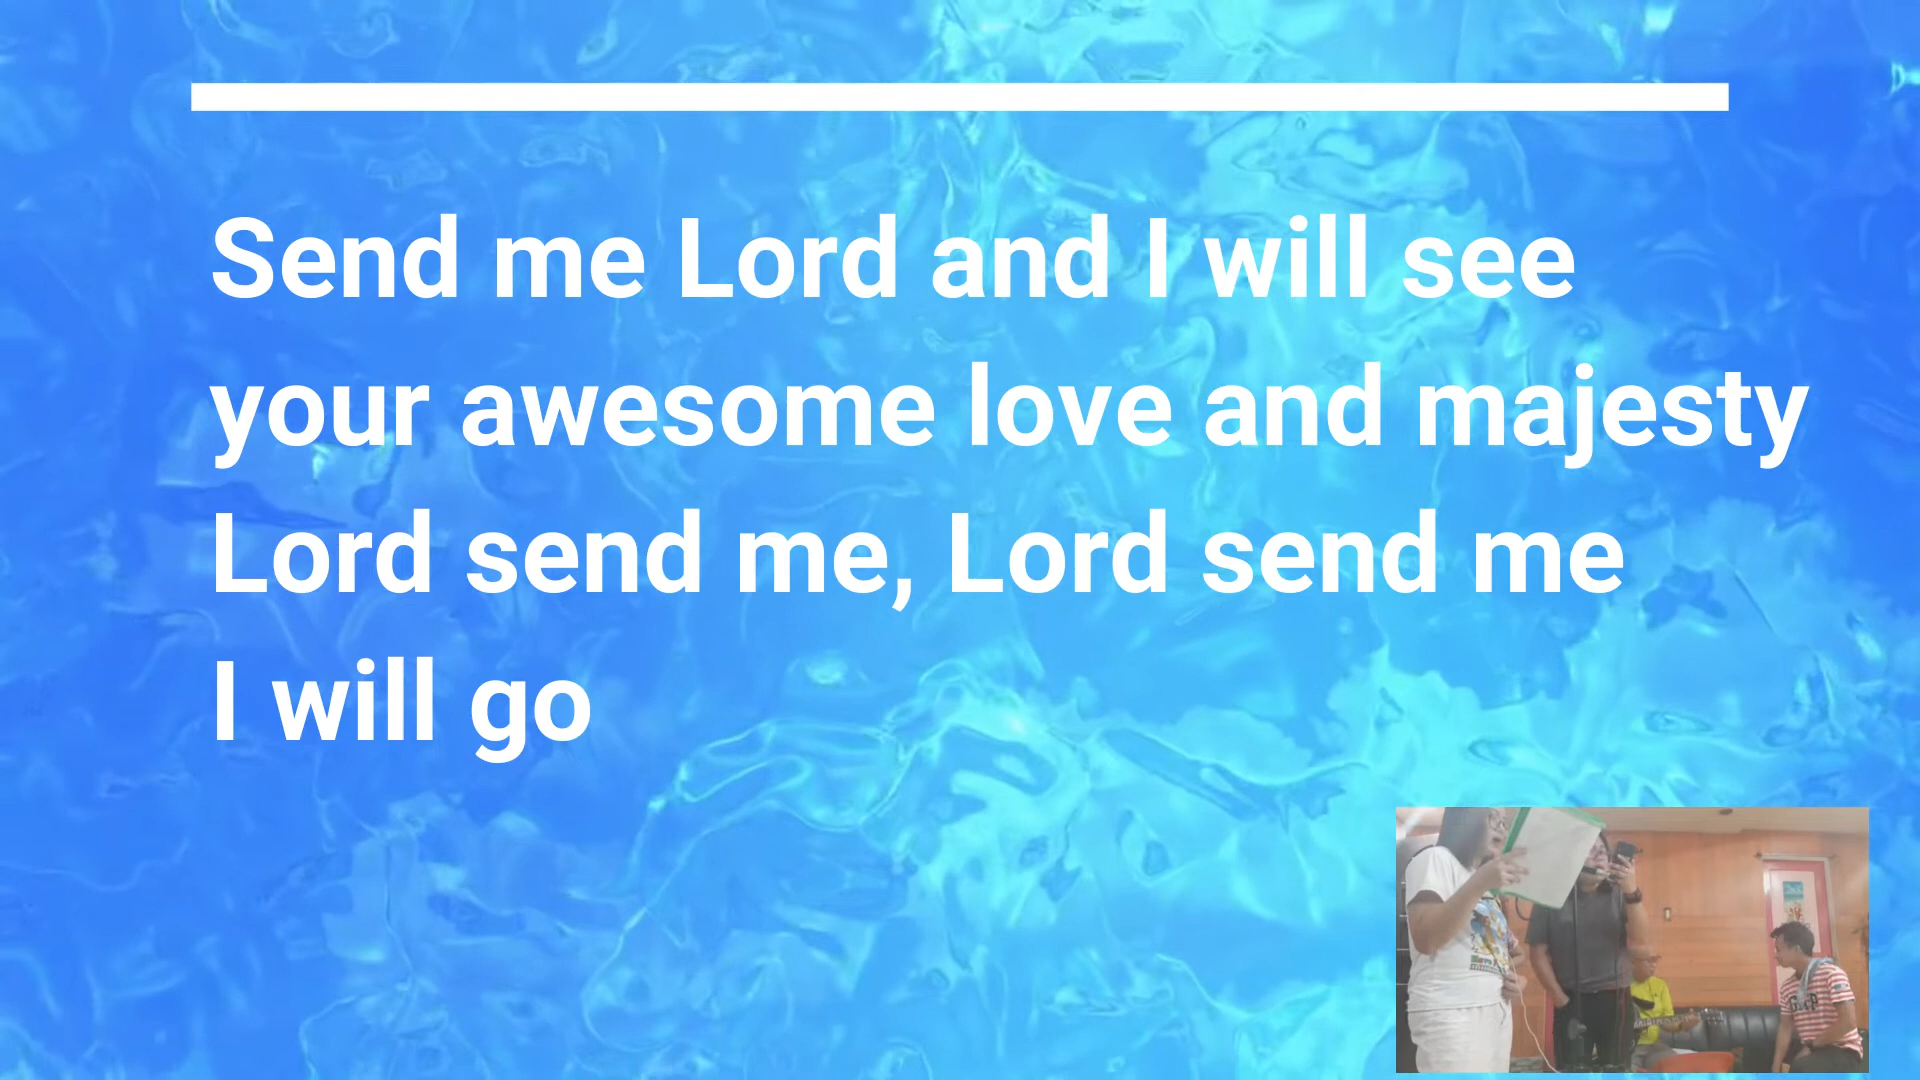 Send me Lord and I will see
your awesome love and majesty
Lord send me, Lord send me
I will go